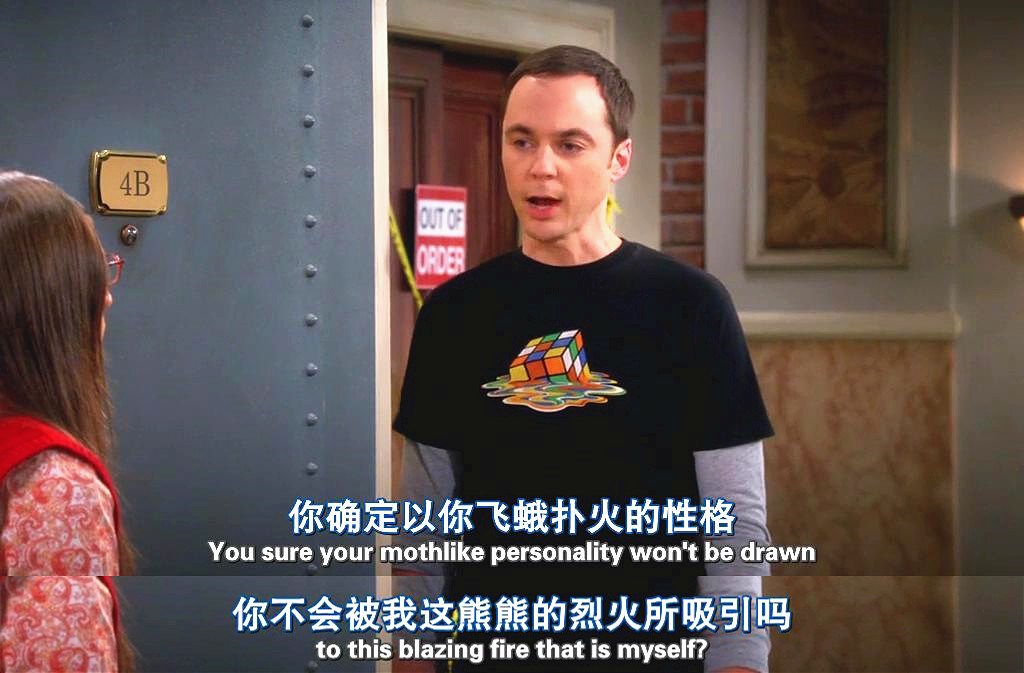 4B
OUT OF
ORDER
你确定以你飞蛾扑火的性格
You sure your mothlike personality won't be drawn
你不会被我这熊熊的烈火所吸引吗
to this blazing fire that is myself?